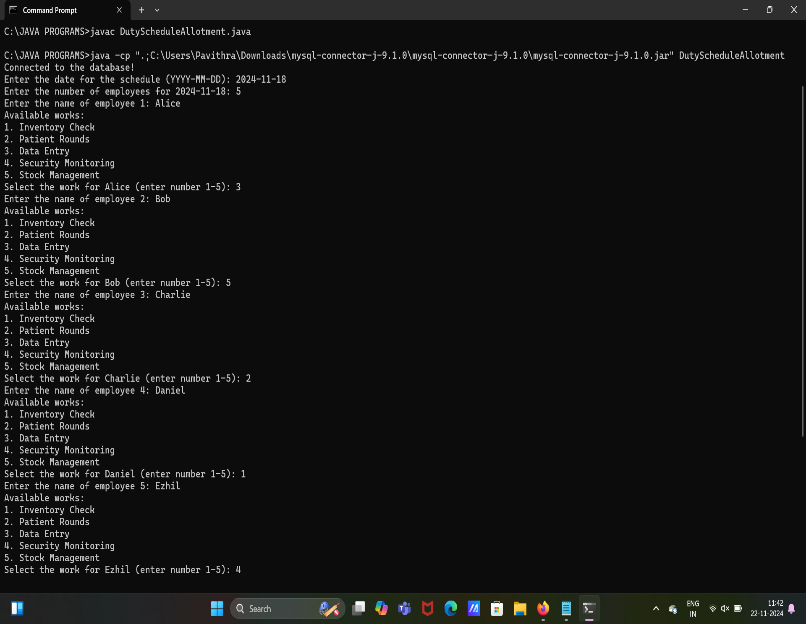 Command Prompt
C:\JAVA PROGRAMS>javac DutyScheduleAllotment.java
C:\JAVA PROGRAMS>java -cp ".;C:\Users\Pavithra\Downloads\mysql-connector-j-9.1.0\mysql-connector-j-9.1.0\mysql-connector-j-9.1.0.jar" DutyScheduleAllotment
Connected to the database!
Enter the date for the schedule (YYYY-MM-DD): 2024-11-18
Enter the number of employees for 2024-11-18: 5
Enter the name of employee 1: Alice
Available works:
1. Inventory Check
2. Patient Rounds
3. Data Entry
4. Security Monitoring
5. Stock Management
Select the work for Alice (enter number 1-5): 3
Enter the name of employee 2: Bob
Available works:
1. Inventory Check
2. Patient Rounds
3. Data Entry
4. Security Monitoring
5. Stock Management
Select the work for Bob (enter number 1-5): 5
Enter the name of employee 3: Charlie
Available works:
1. Inventory Check
2. Patient Rounds
3. Data Entry
4. Security Monitoring
5. Stock Management
Select the work for Charlie (enter number 1-5): 2
Enter the name of employee 4: Daniel
Available works:
1. Inventory Check
2. Patient Rounds
3. Data Entry
4. Security Monitoring
5. Stock Management
Select the work for Daniel (enter number 1-5): 1
Enter the name of employee 5: Ezhil
Available works:
1. Inventory Check
2. Patient Rounds
3. Data Entry
4. Security Monitoring
5. Stock Management
Select the work for Ezhil (enter number 1-5): 4
Search
ENG
IN
11:42
22-11-2024